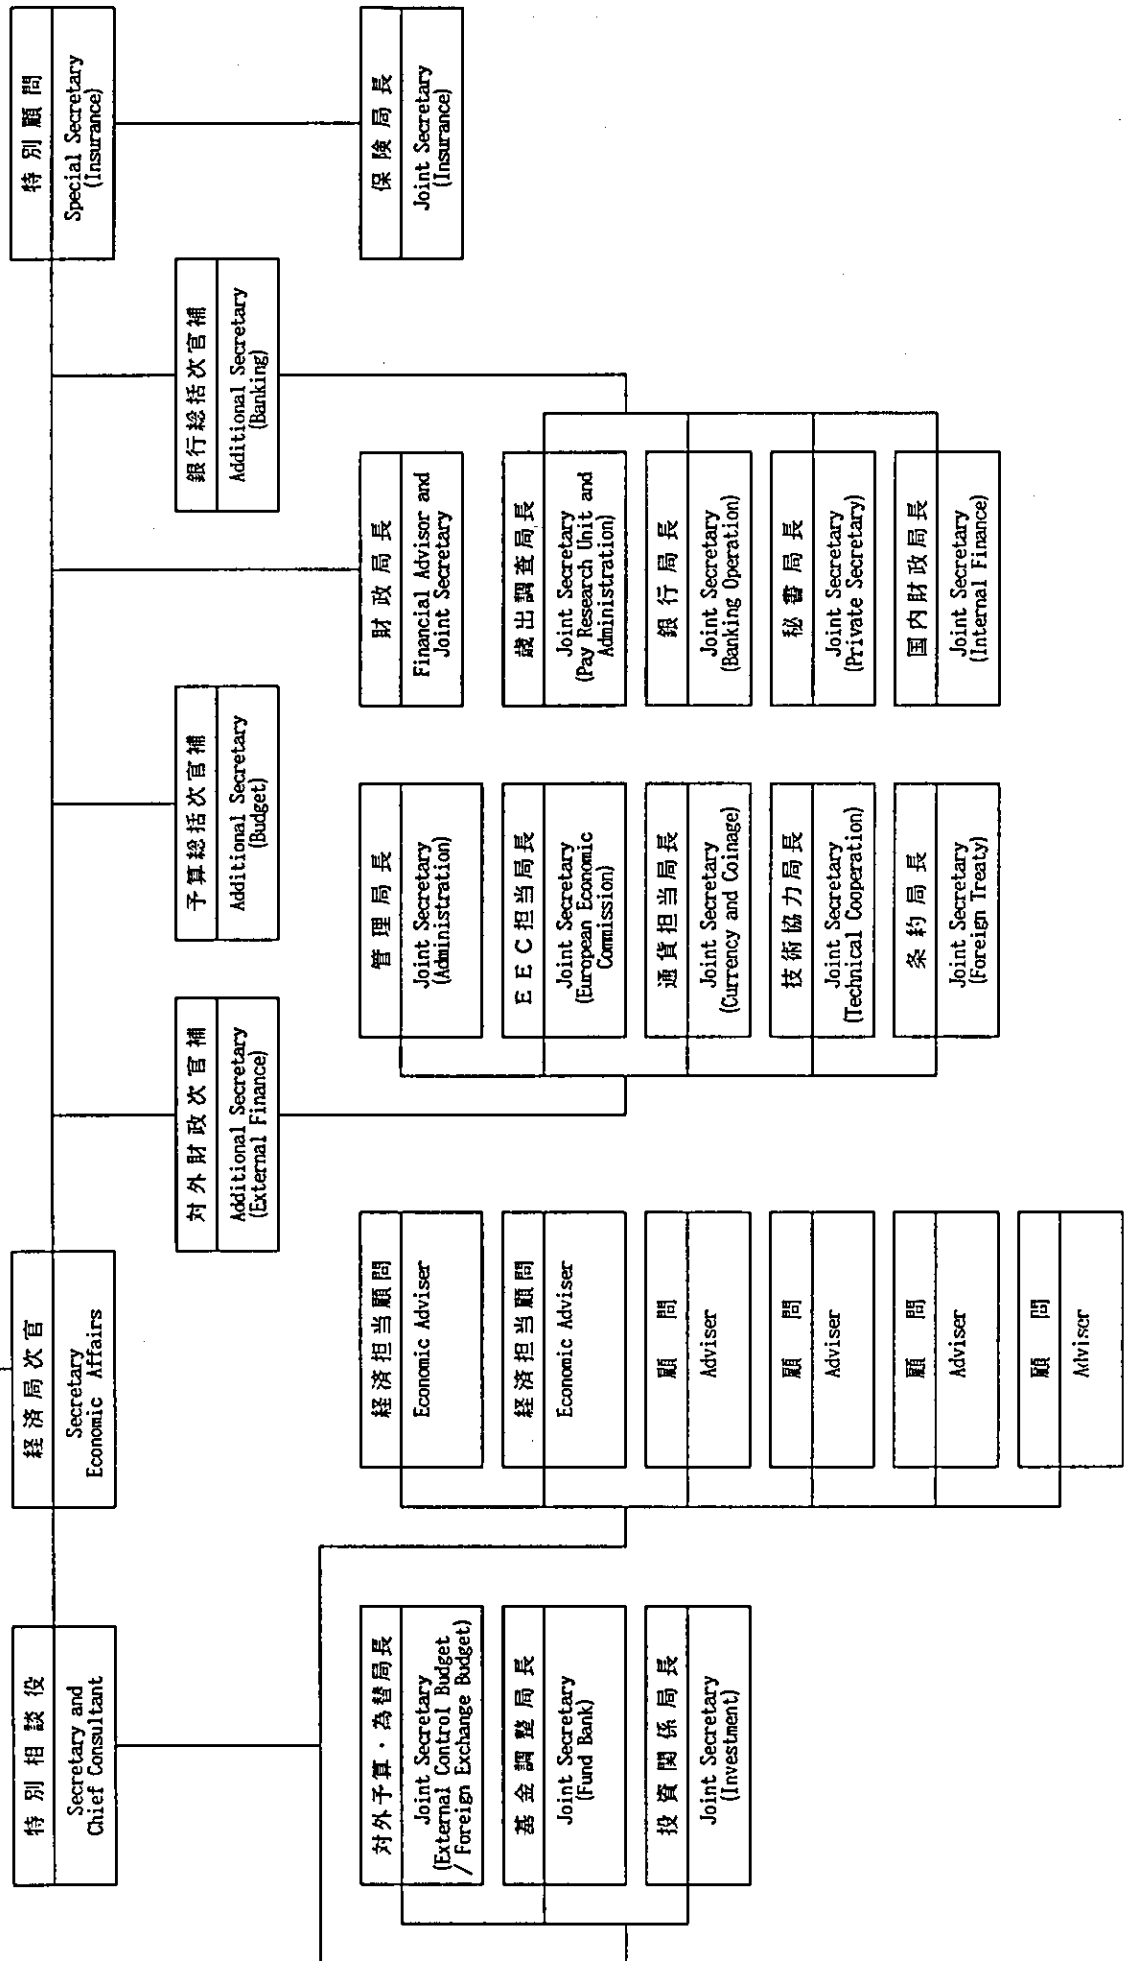 特別相談役
Secretary and
Chief Consultant
経済局次官
Secretary
Economic Affairs
特別顧問
Special Secretary
(Insurance)
対外財政次官補
Additional Secretary
(External Finance)
予算総括次官補
Additional Secretary
(Budget)
銀行総括次官補
Additional Secretary
(Banking)
対外予算・為替局長
Joint Secretary
(External Control Budget
/ Foreign Exchange Budget)
基金調整局長
Joint Secretary
(Fund Bank)
投資関係局長
Joint Secretary
(Investment)
経済担当顧問
Economic Adviser
経済担当顧問
Economic Adviser
顧問
Adviser
顧問
Adviser
顧問
Adviser
顧問
Adviser
管理局長
Joint Secretary
(Administration)
EEC担当局長
Joint Secretary
(European Economic
Commission)
通貨担当局長
Joint Secretary
(Currency and Coinage)
技術協力局長
Joint Secretary
(Technical Cooperation)
条約局長
Joint Secretary
(Foreign Treaty)
財政局長
Financial Advisor and
Joint Secretary
歳出調査局長
Joint Secretary
(Pay Research Unit and
Administration)
銀行局長
Joint Secretary
(Banking Operation)
秘書局長
Joint Secretary
(Private Secretary)
国内財政局長
Joint Secretary
(Internal Finance)
保険局長
Joint Secretary
(Insurance)